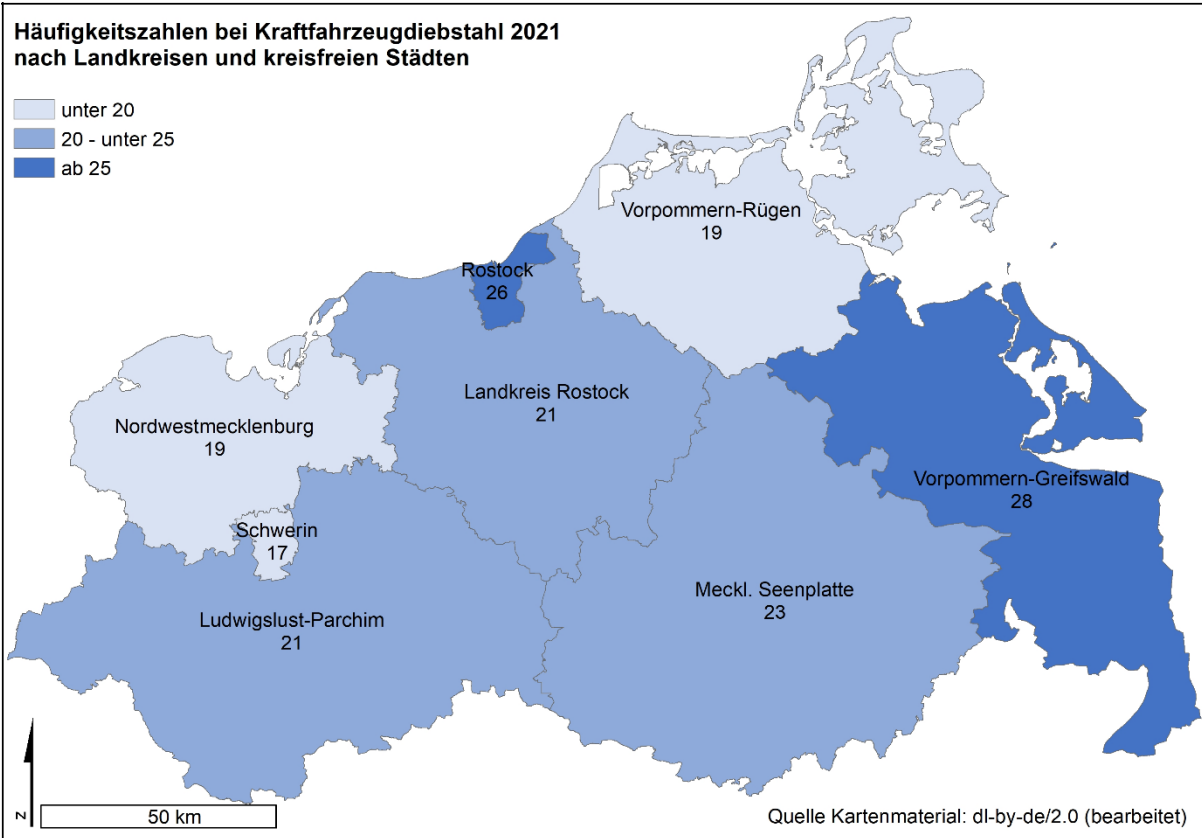 Häufigkeitszahlen bei Kraftfahrzeugdiebstahl 2021
nach Landkreisen und kreisfreien Städten
unter 20
20 - unter 25
ab 25
Vorpommern-Rügen
19
Rostock
26
Landkreis Rostock
21
Nordwestmecklenburg
19
Vorpommern-Greifswald
28
Schwerin
17
Meckl. Seenplatte
23
Ludwigslust-Parchim
21
N
50 km
Quelle Kartenmaterial: dl-by-de/2.0 (bearbeitet)